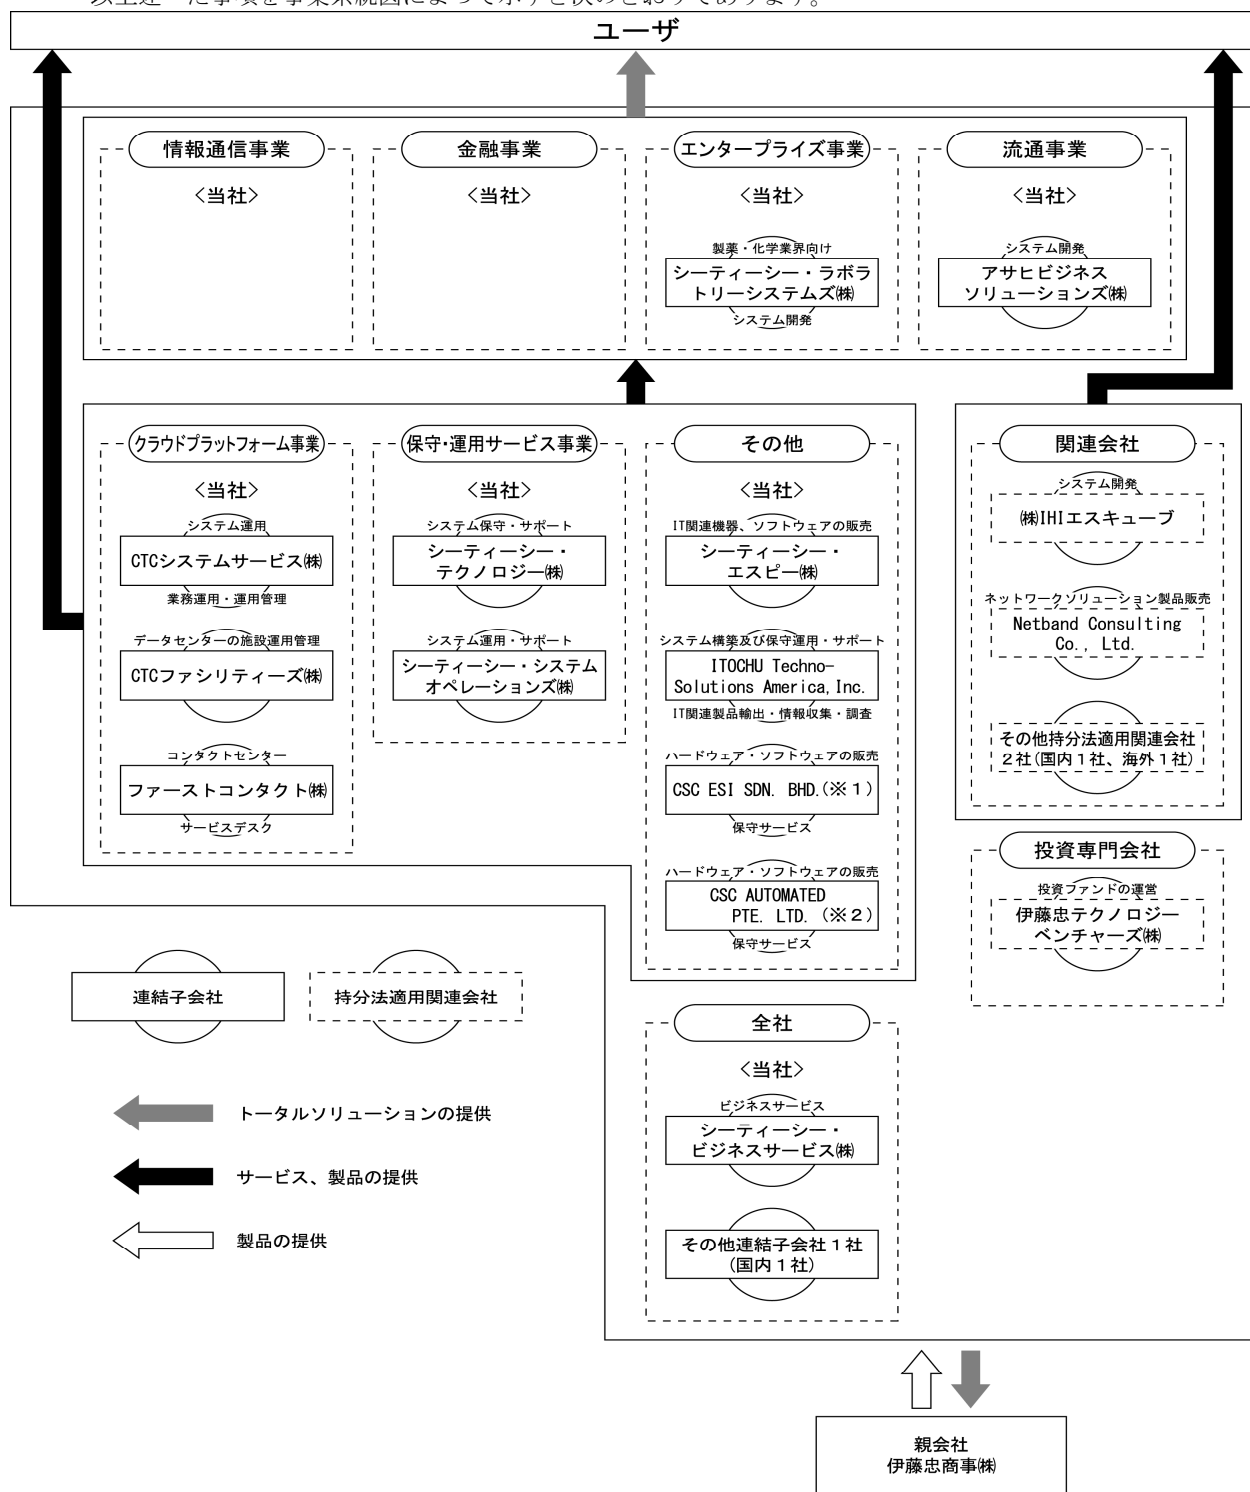 以上述べた事項を事業系統図によって示すと次のとおりであります。
ユーザ
情報通信事業
〈当社〉
金融事業
〈当社〉
エンタープライズ事業
〈当社〉
製薬・化学業界向け
シーティーシー・ラボラ
トリーシステムズ㈱
システム開発
流通事業
〈当社〉
システム開発
アサヒビジネス
ソリューションズ㈱
クラウドプラットフォーム事業
〈当社〉
システム運用
CTCシステムサービス㈱
業務運用・運用管理
データセンターの施設運用管理
CTCファシリティーズ㈱
コンタクトセンター
ファーストコンタクト㈱
サービスデスク
保守・運用サービス事業
〈当社〉
システム保守・サポート
シーティーシー・
テクノロジー㈱
システム運用・サポート
シーティーシー・システム
オペレーションズ㈱
その他
〈当社〉
IT関連機器、ソフトウェアの販売
シーティーシー・
エスピー㈱
システム構築及び保守運用・サポート
ITOCHU Techno-
Solutions America, Inc.
IT関連製品輸出・情報収集・調査
ハードウェア・ソフトウェアの販売
CSC ESI SDN. BHD.(※1)
保守サービス
ハードウェア・ソフトウェアの販売
CSC AUTOMATED
PTE. LTD. (※2)
保守サービス
関連会社
システム開発
㈱IHIエスキューブ
ネットワークソリューション製品販売
Netband Consulting
Co., Ltd.
その他持分法適用関連会社
2社(国内1社、海外1社)
投資専門会社
投資ファンドの運営
伊藤忠テクノロジー
ベンチャーズ㈱
連結子会社
持分法適用関連会社
トータルソリューションの提供
サービス、製品の提供
製品の提供
全社
〈当社〉
ビジネスサービス
シーティーシー・
ビジネスサービス㈱
その他連結子会社1社
(国内1社)
親会社
伊藤忠商事㈱